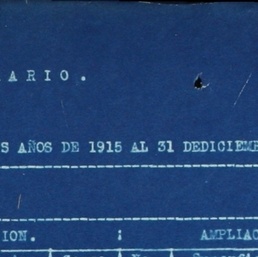 ARIO.
S AÑOS DE 1915 AL 31 DEDICIEMB
ION. : AMPLIAC